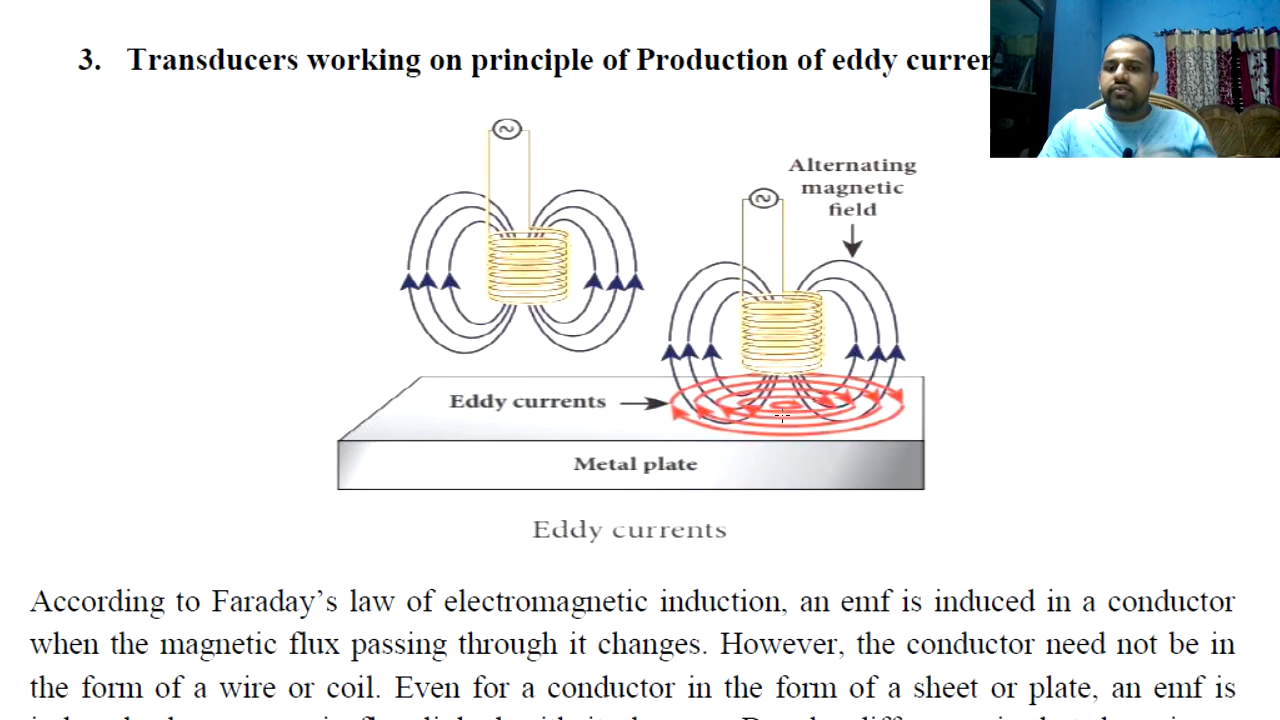 3. Transducers working on principle of Production of eddy
Alternating
magnetic
field
Eddy currents
Metal plate
Eddy currents
According to Faraday’s law of electromagnetic induction, an emf is induced in a conductor
when the magnetic flux passing through it changes. However, the conductor need not be in
the form of a wire or coil. Even for a conductor in the form of a sheet or plate, an emf is